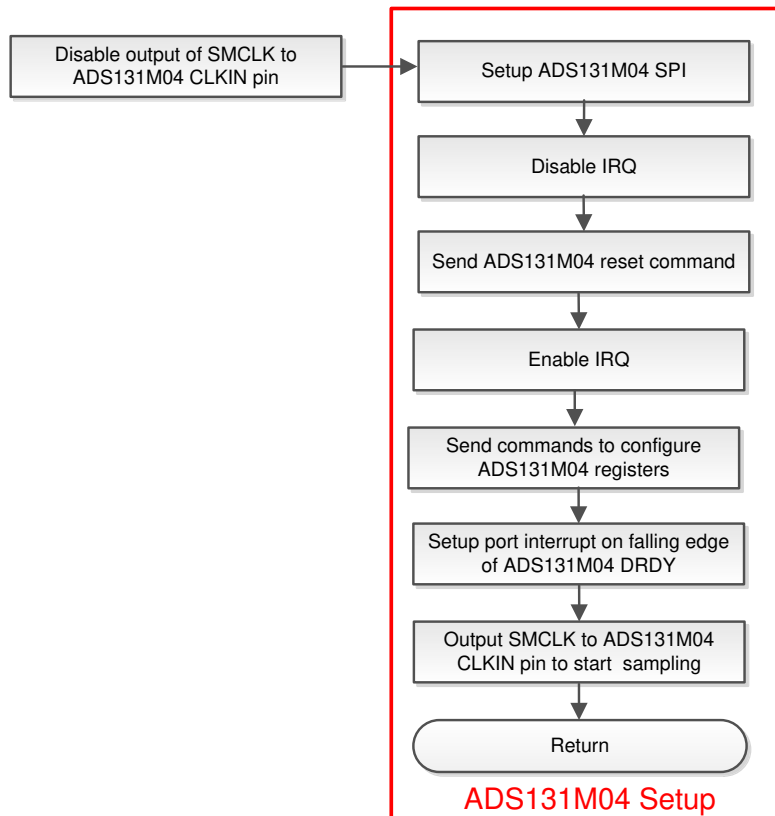 Disable output of SMCLK to
ADS131M04 CLKIN pin
Setup ADS131M04 SPI
Disable IRQ
Send ADS131M04 reset command
Enable IRQ
Send commands to configure
ADS131M04 registers
Setup port interrupt on falling edge
of ADS131M04 DRDY
Output SMCLK to ADS131M04
CLKIN pin to start sampling
Return
ADS131M04 Setup